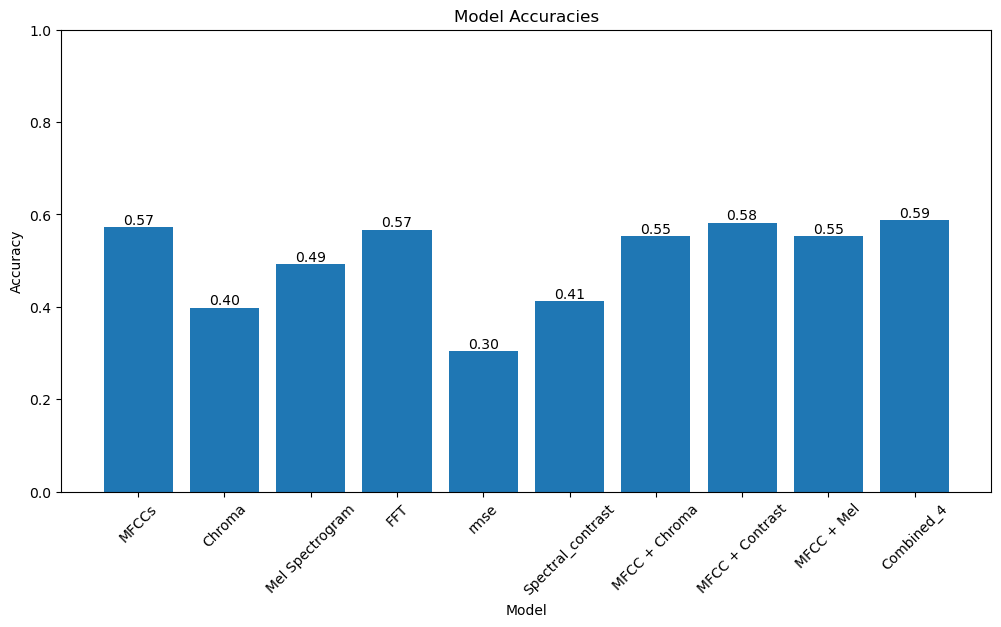 Model Accuracies
Accuracy
1.0
0.8
0.6
0.4
0.2
0.0
0.57
0.40
0.49
0.57
0.30
0.41
0.55
0.58
0.55
0.59
MFCCs
Chroma
Mel Spectrogram
FFT
rmse
Spectral_contrast
MFCC + Chroma
MFCC + Contrast
MFCC + Mel
Combined_4
Model